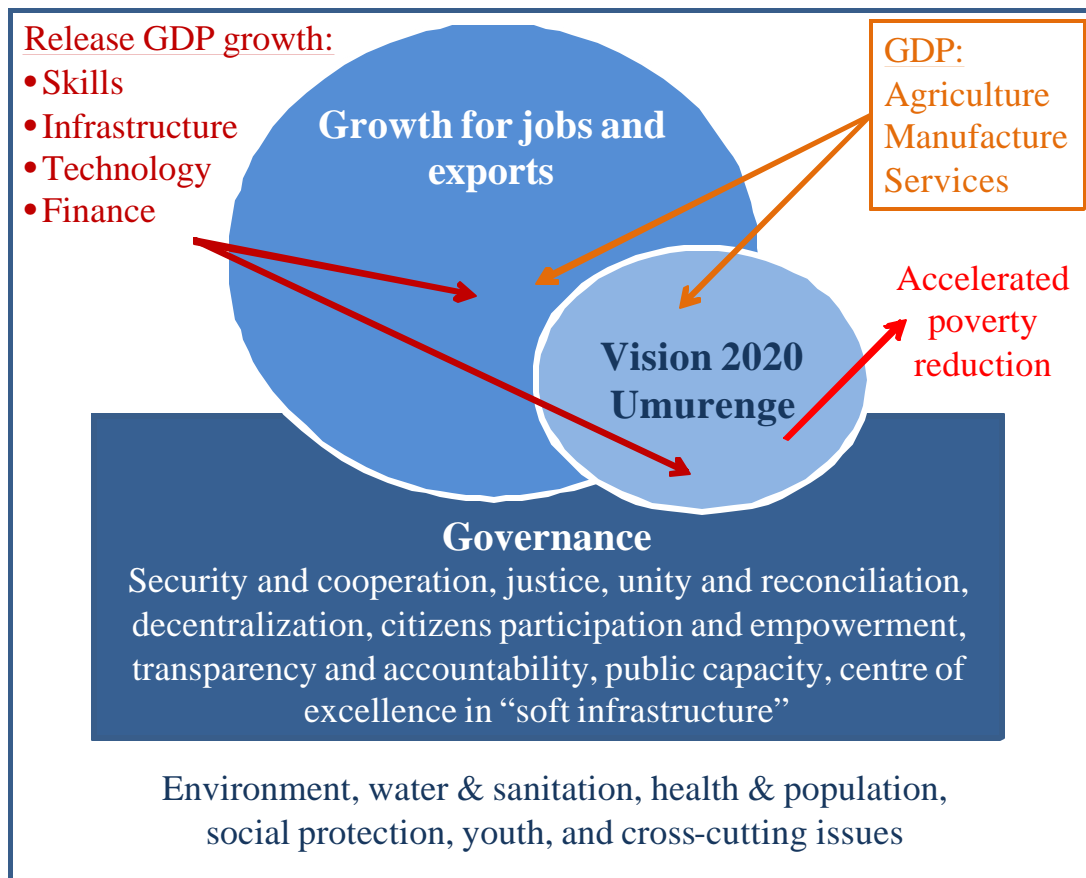 Release GDP growth:
• Skills
• Infrastructure
• Technology
• Finance
Growth for jobs and
exports
GDP:
Agriculture
Manufacture
Services
Accelerated
poverty
reduction
Vision 2020
Umurenge
Governance
Security and cooperation, justice, unity and reconciliation,
decentralization, citizens participation and empowerment,
transparency and accountability, public capacity, centre of
excellence in “soft infrastructure”
Environment, water & sanitation, health & population,
social protection, youth, and cross-cutting issues